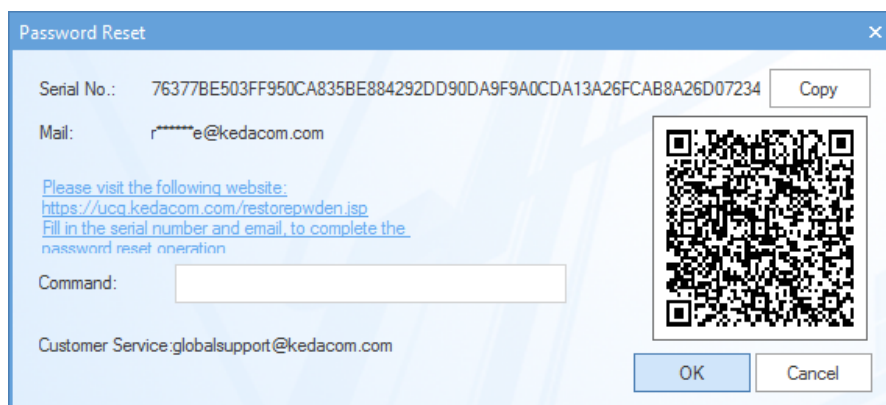 Password Reset
Serial No.: 76377BE503FF950CA835BE884292DD90DA9F9A0CDA13A26FCAB8A26D07234 Copy
Mail: r******e@kedacom.com
Please visit the following website:
https://ucq.kedacom.com/restorepwden.jsp
Fill in the serial number and email, to complete the
password reset operation
Command:
Customer Service:globalsupport@kedacom.com
OK Cancel